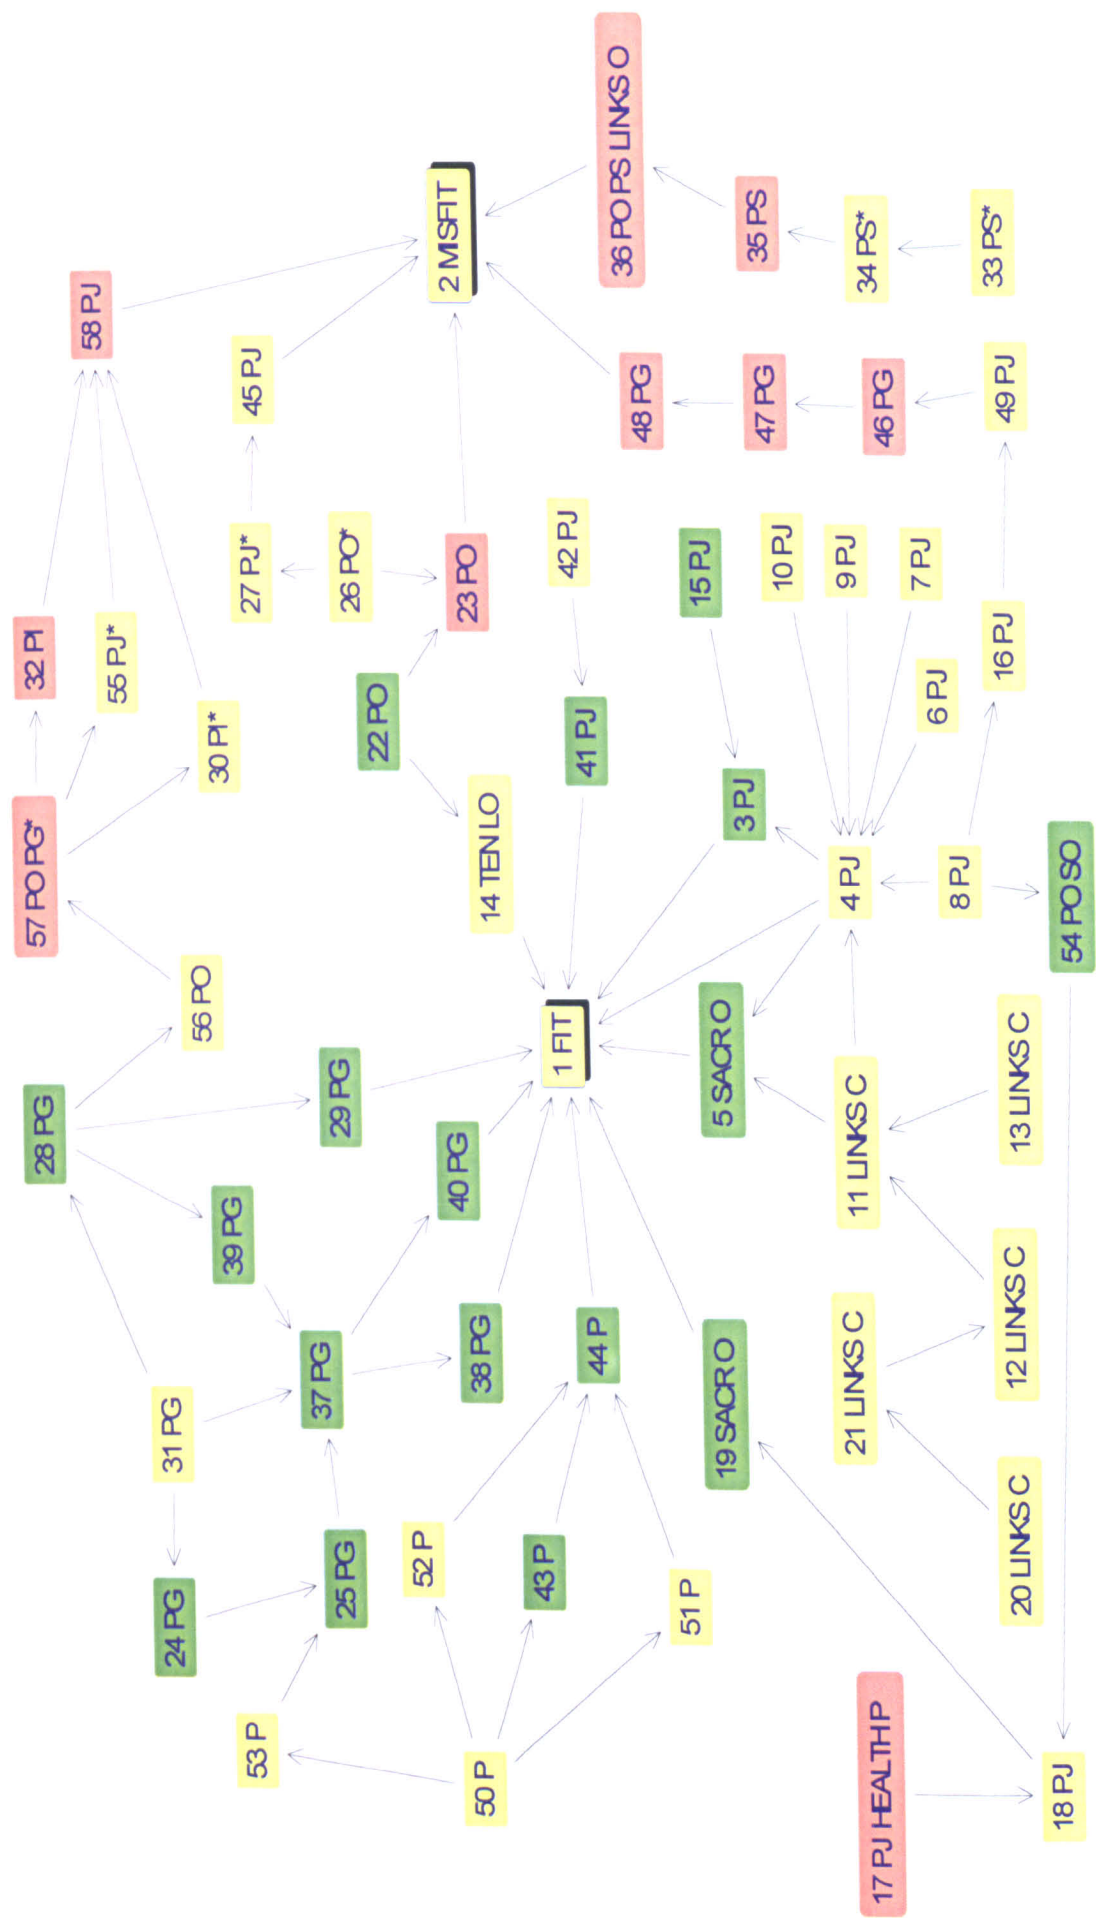 57 PO PG*
32 PI
58 PJ
55 PJ*
30 PI*
28 PG
56 PO
31 PG
39 PG
24 PG
53 P
25 PG
37 PG
29 PG
27 PJ*
45 PJ
26 PO*
22 PO
23 PO
2 MISFIT
40 PG
38 PG
52 P
50 P
43 P
44 P
51 P
14 TEN LO
42 PJ
41 PJ
1 FIT
36 PO PS LINKS O
48 PG
35 PS
47 PG
34 PS*
46 PG
33 PS*
49 PJ
15 PJ
3 PJ
10 PJ
9 PJ
7 PJ
6 PJ
16 PJ
4 PJ
8 PJ
5 SACR O
54 PO SO
19 SACR O
11 LINKS C
13 LINKS C
21 LINKS C
12 LINKS C
20 LINKS C
17 PJ HEALTH P
18 PJ